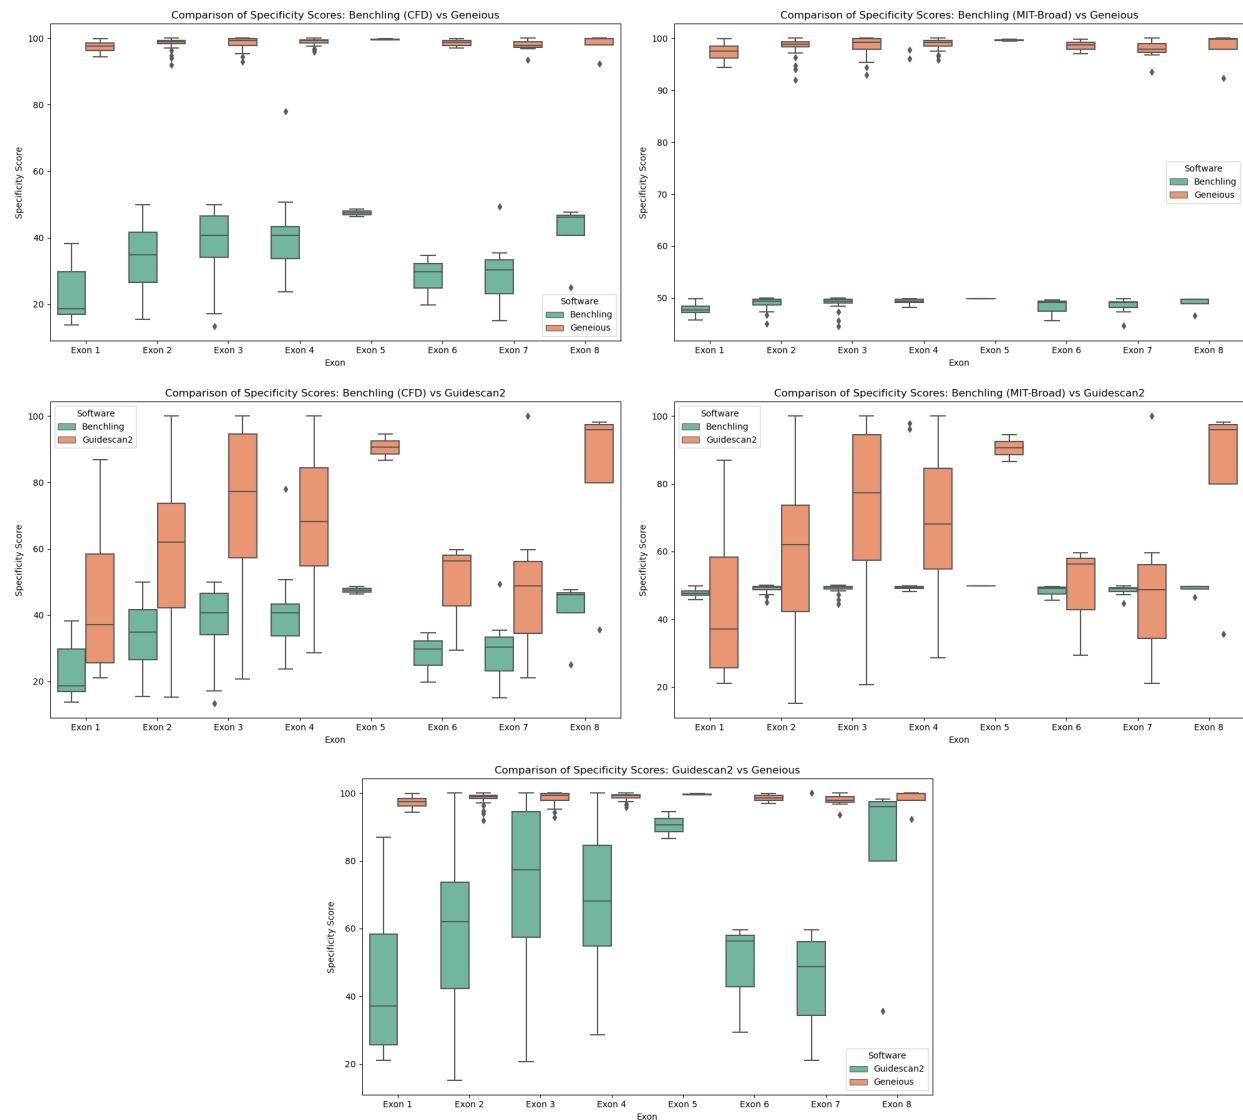 Comparison of Specificity Scores: Benchling (CFD) vs Geneious
Specificity Score
100
80
60
40
20
Software
Benchling
Geneious
Exon 1 Exon 2 Exon 3 Exon 4 Exon 5 Exon 6 Exon 7 Exon 8
Exon
Comparison of Specificity Scores: Benchling (MIT-Broad) vs Geneious
Specificity Score
100
90
80
70
60
50
Software
Benchling
Geneious
Exon 1 Exon 2 Exon 3 Exon 4 Exon 5 Exon 6 Exon 7 Exon 8
Exon
Comparison of Specificity Scores: Benchling (CFD) vs Guidescan2
Specificity Score
100
80
60
40
20
Software
Benchling
Guidescan2
Exon 1 Exon 2 Exon 3 Exon 4 Exon 5 Exon 6 Exon 7 Exon 8
Exon
Comparison of Specificity Scores: Benchling (MIT-Broad) vs Guidescan2
Specificity Score
100
80
60
40
20
Software
Benchling
Guidescan2
Exon 1 Exon 2 Exon 3 Exon 4 Exon 5 Exon 6 Exon 7 Exon 8
Exon
Comparison of Specificity Scores: Guidescan2 vs Geneious
Specificity Score
100
80
60
40
20
Software
Guidescan2
Geneious
Exon 1 Exon 2 Exon 3 Exon 4 Exon 5 Exon 6 Exon 7 Exon 8
Exon